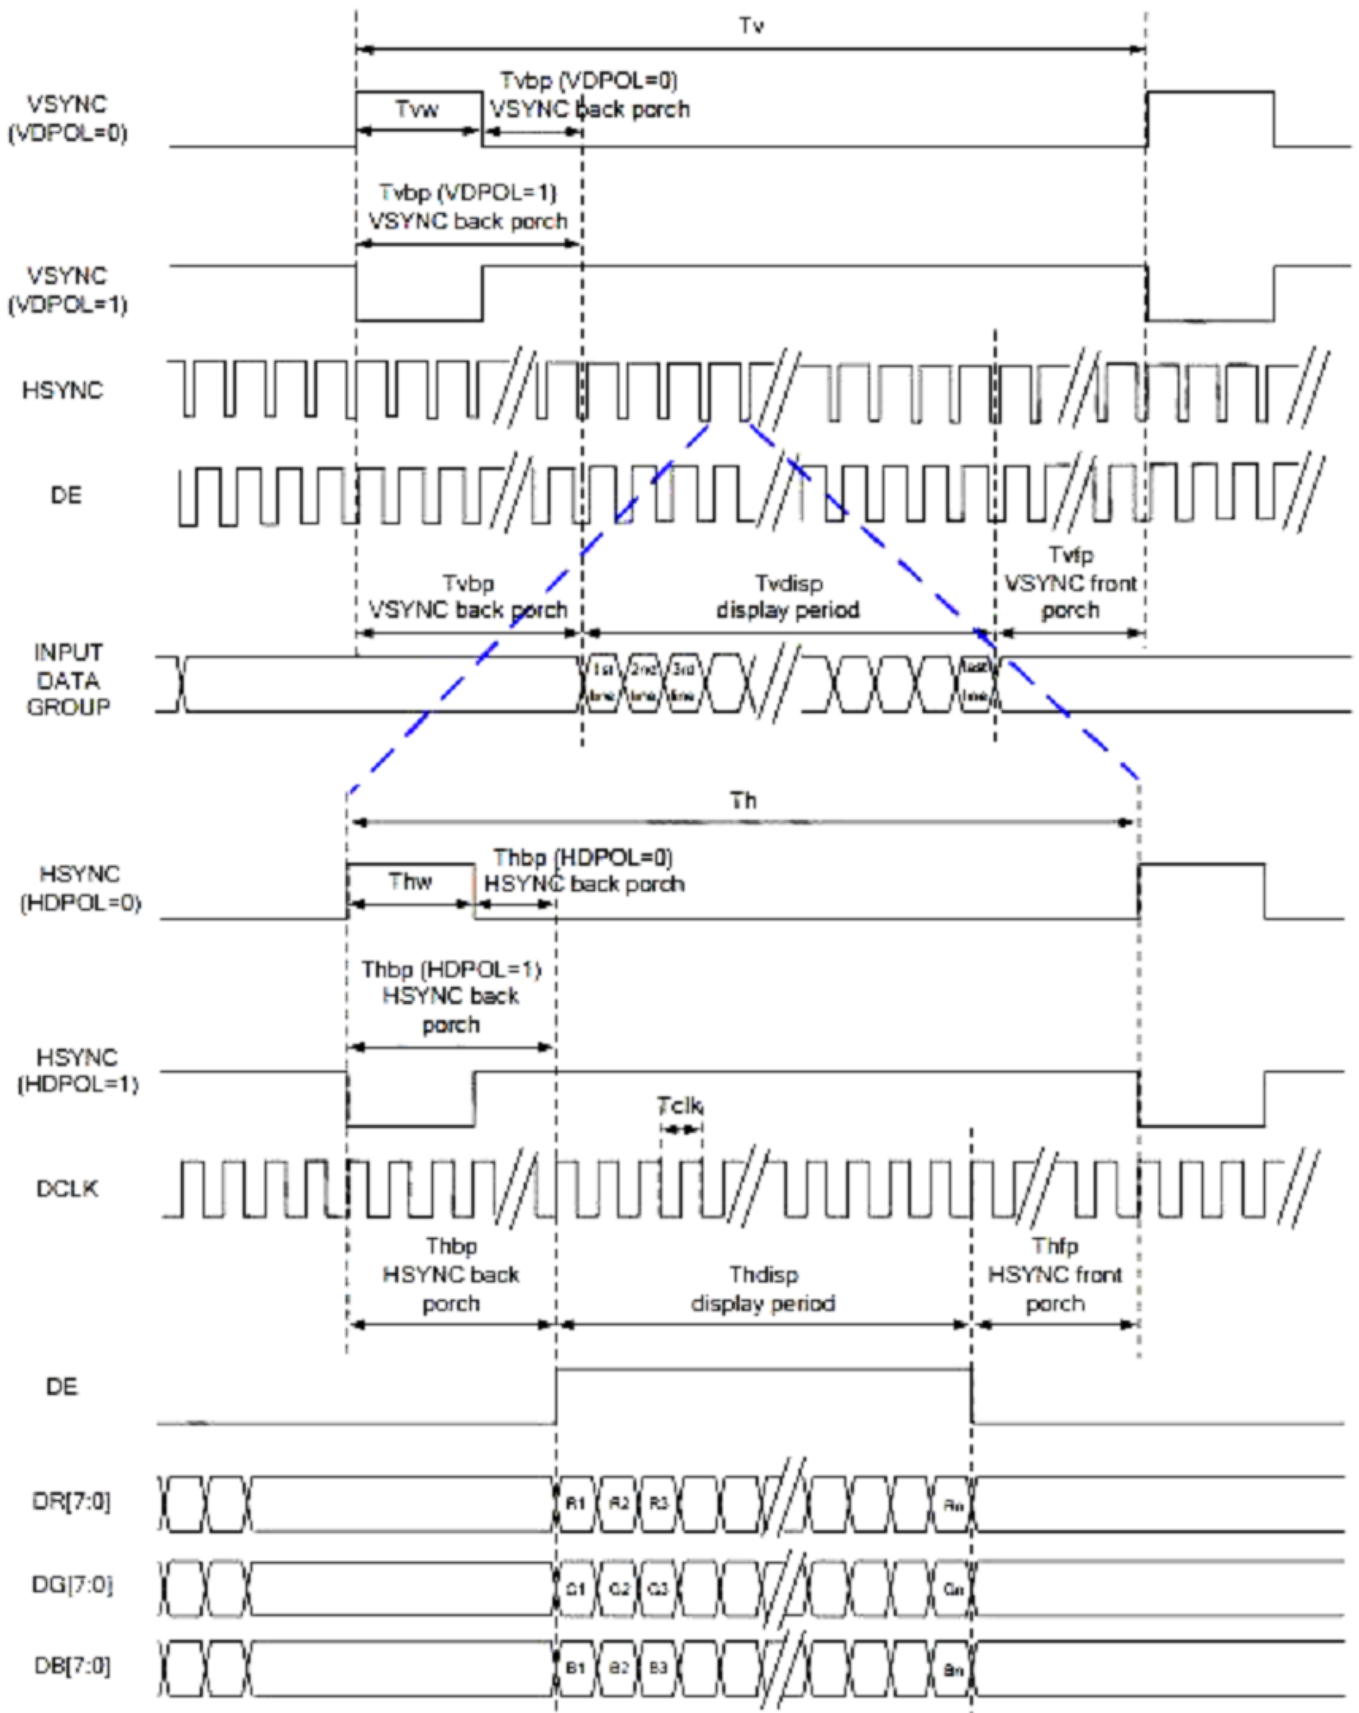 Tv
Tvbp (VDPOL=0)
VSYNC back porch
VSYNC
(VDPOL=0)
Tvw
Tvbp (VDPOL=1)
VSYNC back porch
VSYNC
(VDPOL=1)
HSYNC
DE
Tvbp
VSYNC back porch
Tvdisp
display period
Tvfp
VSYNC front
porch
INPUT
DATA
GROUP
1st
line
2nd
line
3rd
line
last
line
Th
HSYNC
(HDPOL=0)
Thw
Thbp (HDPOL=0)
HSYNC back porch
Thbp (HDPOL=1)
HSYNC back
porch
HSYNC
(HDPOL=1)
Tclk
DCLK
Thbp
HSYNC back
porch
Thdisp
display period
Thfp
HSYNC front
porch
DE
DR[7:0]
R1 R2 R3 Rn
DG[7:0]
G1 G2 G3 Gn
DB[7:0]
B1 B2 B3 Bn